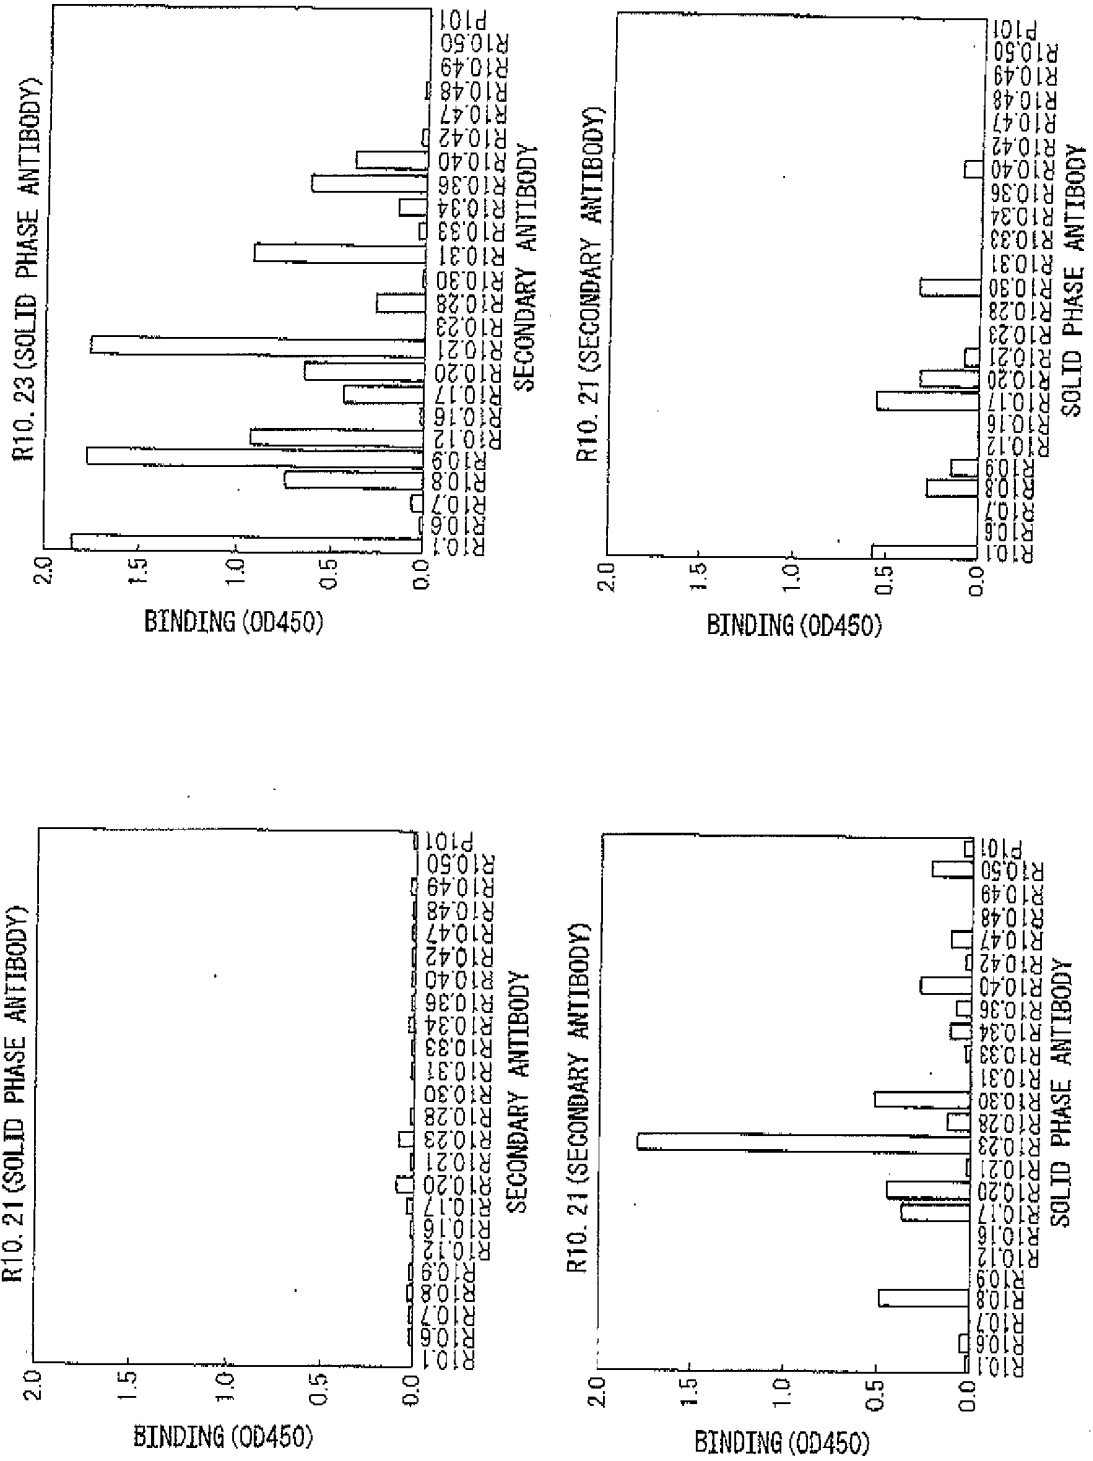 R10.21(SOLID PHASE ANTIBODY)
BINDING(OD450)
2.0
1.5
1.0
0.5
0.0
R10.1 R10.6 R10.7 R10.8 R10.9 R10.12 R10.16 R10.17 R10.20 R10.21 R10.23 R10.28 R10.30 R10.31 R10.33 R10.34 R10.36 R10.40 R10.42 R10.47 R10.48 R10.49 R10.50 P101
SECONDARY ANTIBODY
R10.23(SOLID PHASE ANTIBODY)
BINDING(OD450)
2.0
1.5
1.0
0.5
0.0
R10.1 R10.6 R10.7 R10.8 R10.9 R10.12 R10.16 R10.17 R10.20 R10.21 R10.23 R10.28 R10.30 R10.31 R10.33 R10.34 R10.36 R10.40 R10.42 R10.47 R10.48 R10.49 R10.50 P101
SECONDARY ANTIBODY
R10.21(SECONDARY ANTIBODY)
BINDING(OD450)
2.0
1.5
1.0
0.5
0.0
R10.1 R10.6 R10.7 R10.8 R10.9 R10.12 R10.16 R10.17 R10.20 R10.21 R10.23 R10.28 R10.30 R10.31 R10.33 R10.34 R10.36 R10.40 R10.42 R10.47 R10.48 R10.49 R10.50 P101
SOLID PHASE ANTIBODY
R10.21(SECONDARY ANTIBODY)
BINDING(OD450)
2.0
1.5
1.0
0.5
0.0
R10.1 R10.6 R10.7 R10.8 R10.9 R10.12 R10.16 R10.17 R10.20 R10.21 R10.23 R10.28 R10.30 R10.31 R10.33 R10.34 R10.36 R10.40 R10.42 R10.47 R10.48 R10.49 R10.50 P101
SOLID PHASE ANTIBODY